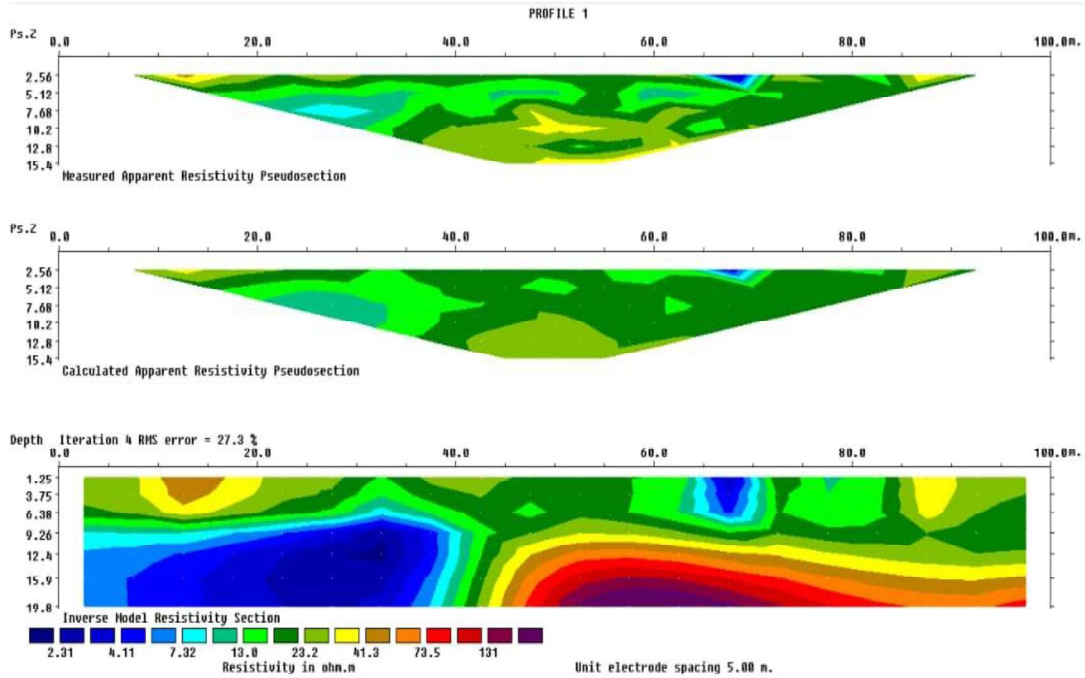 PROFILE 1
Ps.Z 0.0 20.0 40.0 60.0 80.0 100.0m.
2.56
5.12
7.68
10.2
12.8
15.4
Measured Apparent Resistivity Pseudosection
Ps.Z 0.0 20.0 40.0 60.0 80.0 100.0m.
2.56
5.12
7.68
10.2
12.8
15.4
Calculated Apparent Resistivity Pseudosection
Depth Iteration 4 RMS error = 27.3 %
0.0 20.0 40.0 60.0 80.0 100.0m.
1.25
3.75
6.38
9.26
12.4
15.9
19.8
Inverse Model Resistivity Section
2.31 4.11 7.32 13.0 23.2 41.3 73.5 131
Resistivity in ohm.m Unit electrode spacing 5.00 m.